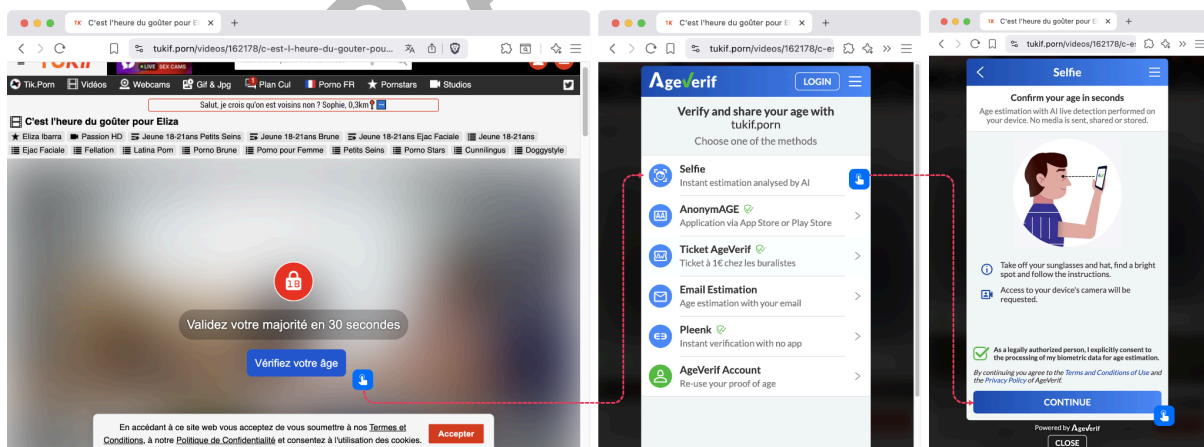 TK C'est l'heure du goûter pour El
tukif.porn/videos/162178/c-est-l-heure-du-gouter-pou...
LIVE SEX CAMS
Tik.Porn Vidéos Webcams Gif & Jpg Plan Cul Porno FR Pornstars Studios
Salut, je crois qu'on est voisins non ? Sophie, 0,3km
C'est l'heure du goûter pour Eliza
Eliza Ibarra Passion HD Jeune 18-21ans Petits Seins Jeune 18-21ans Brune Jeune 18-21ans Ejac Faciale Jeune 18-21ans
Ejac Faciale Fellation Latina Porn Porno Brune Porno pour Femme Petits Seins Porno Stars Cunnilingus Doggystyle
18
Validez votre majorité en 30 secondes
Vérifiez votre âge
En accédant à ce site web vous acceptez de vous soumettre à nos Termes et
Conditions, à notre Politique de Confidentialité et consentez à l'utilisation des cookies.
Accepter
TK C'est l'heure du goûter pour El
tukif.porn/videos/162178/c-es
AgeVerif
LOGIN
Verify and share your age with
tukif.porn
Choose one of the methods
Selfie
Instant estimation analysed by AI
AA
AnonymAGE
Application via App Store or Play Store
Ticket AgeVerif
Ticket à 1€ chez les buralistes
Email Estimation
Age estimation with your email
Pleenk
Instant verification with no app
AgeVerif Account
Re-use your proof of age
TK C'est l'heure du goûter pour El
tukif.porn/videos/162178/c-es
Selfie
Confirm your age in seconds
Age estimation with AI live detection performed on
your device. No media is sent, shared or stored.
Take off your sunglasses and hat, find a bright
spot and follow the instructions.
Access to your device's camera will be
requested.
As a legally authorized person, I explicitly consent to
the processing of my biometric data for age estimation.
By continuing you agree to the Terms and Conditions of Use and
the Privacy Policy of AgeVerif.
CONTINUE
Powered by AgeVerif
CLOSE